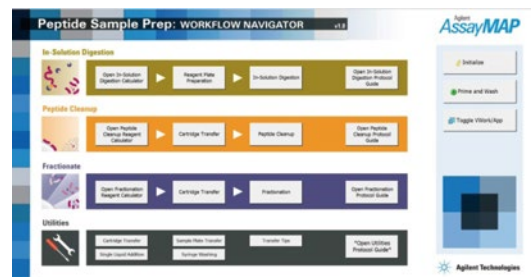 Peptide Sample Prep: WORKFLOW NAVIGATOR v1.0
Agilent
AssayMAP
In-Solution Digestion
Open In-Solution
Digestion Calculator
Reagent Plate
Preparation
In-Solution Digestion
Open In-Solution
Digestion Protocol
Guide
Peptide Cleanup
Open Peptide
Cleanup Reagent
Calculator
Cartridge Transfer
Peptide Cleanup
Open Peptide
Cleanup Protocol
Guide
Fractionate
Open Fractionation
Reagent Calculator
Cartridge Transfer
Fractionation
Open Fractionation
Protocol Guide
Utilities
Cartridge Transfer
Sample Plate Transfer
Transfer Tips
Single Liquid Addition
Syringe Washing
"Open Utilities
Protocol Guide"
Initialize
Prime and Wash
Toggle VWork/App
Agilent Technologies